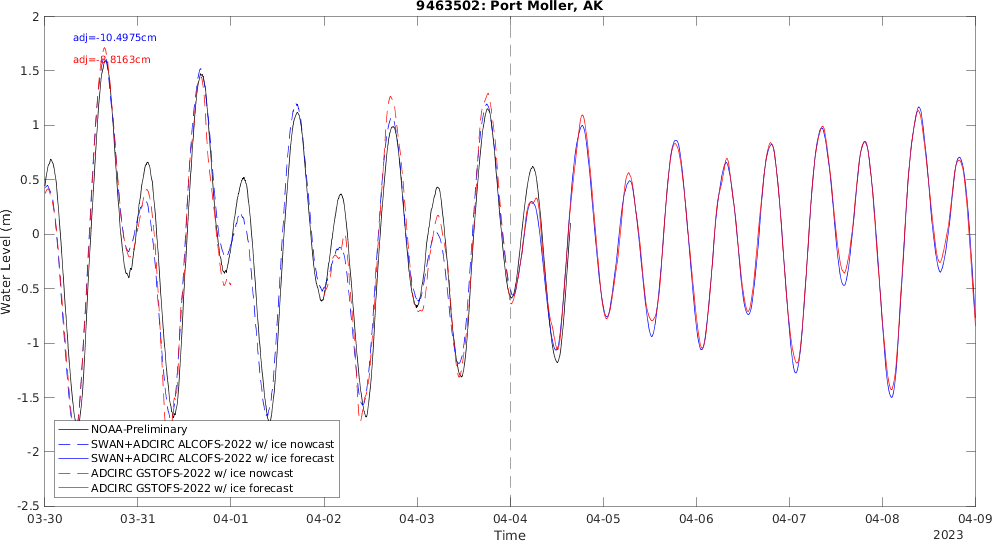 9463502: Port Moller, AK
adj=-10.4975cm
adj=-8.8163cm
2
1.5
1
0.5
0
-0.5
-1
-1.5
-2
-2.5
Water Level (m)
NOAA-Preliminary
SWAN+ADCIRC ALCOFS-2022 w/ ice nowcast
SWAN+ADCIRC ALCOFS-2022 w/ ice forecast
ADCIRC GSTOFS-2022 w/ ice nowcast
ADCIRC GSTOFS-2022 w/ ice forecast
03-30 03-31 04-01 04-02 04-03 04-04 04-05 04-06 04-07 04-08 04-09
Time
2023